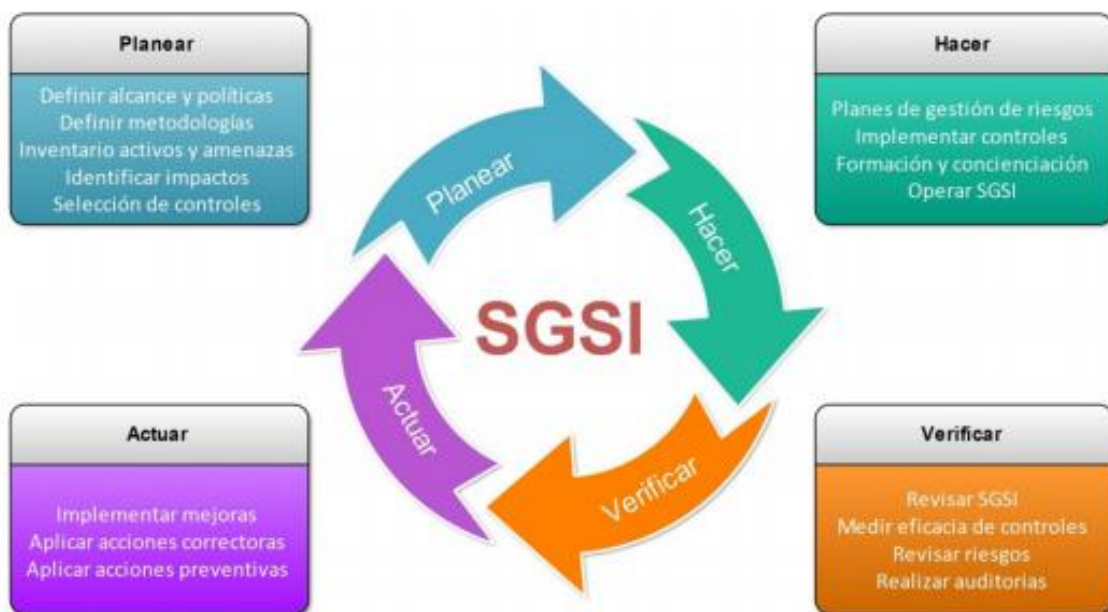 Planear
Definir alcance y políticas
Definir metodologías
Inventario activos y amenazas
Identificar impactos
Selección de controles
Hacer
Planes de gestión de riesgos
Implementar controles
Formación y concienciación
Operar SGSI
Planear
Hacer
SGSI
Actuar
Verificar
Actuar
Implementar mejoras
Aplicar acciones correctoras
Aplicar acciones preventivas
Verificar
Revisar SGSI
Medir eficacia de controles
Revisar riesgos
Realizar auditorias